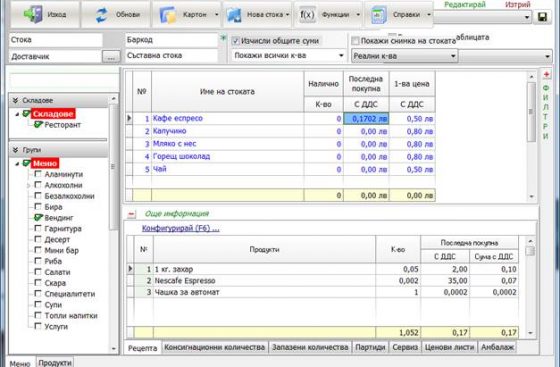 Редактирай Изтрий
Изход Обнови Картон Нова стока Функции Справки
Стока Баркод Изчисли общите суми Покажи снимка на стоката
Доставчик ... Съставна стока Покажи всички к-ва Реални к-ва
Складове
Складове
Ресторант
Групи
Меню
Аламинути
Алкохолни
Безалкохолни
Бира
Вендинг
Гарнитура
Десерт
Мини бар
Риба
Салати
Скара
Специалитети
Супи
Топли напитки
Услуги
№ Име на стоката Налично Последна покупна 1-ва цена
К-во С ДДС С ДДС
1 Кафе еспресо 0 0,1702 лв 0,50 лв
2 Капучино 0 0,00 лв 0,80 лв
3 Мляко с нес 0 0,00 лв 0,80 лв
4 Горещ шоколад 0 0,00 лв 0,80 лв
5 Чай 0 0,00 лв 0,50 лв
0 0,00 лв 0,00 лв
ФИЛТРИ
Още информация
Конфигурирай (F6) ...
№ Продукти К-во Последна покупна
С ДДС Сума с ДДС
1 1 кг. захар 0,05 2,00 0,10
2 Nescafe Espresso 0,002 35,00 0,07
3 Чашка за автомат 1 0,0002 0,0002
1,052 0,17 0,17
Рецепта Консигнационни количества Запазени количества Партиди Сервиз Ценови листи Анбалаж
Меню Продукти